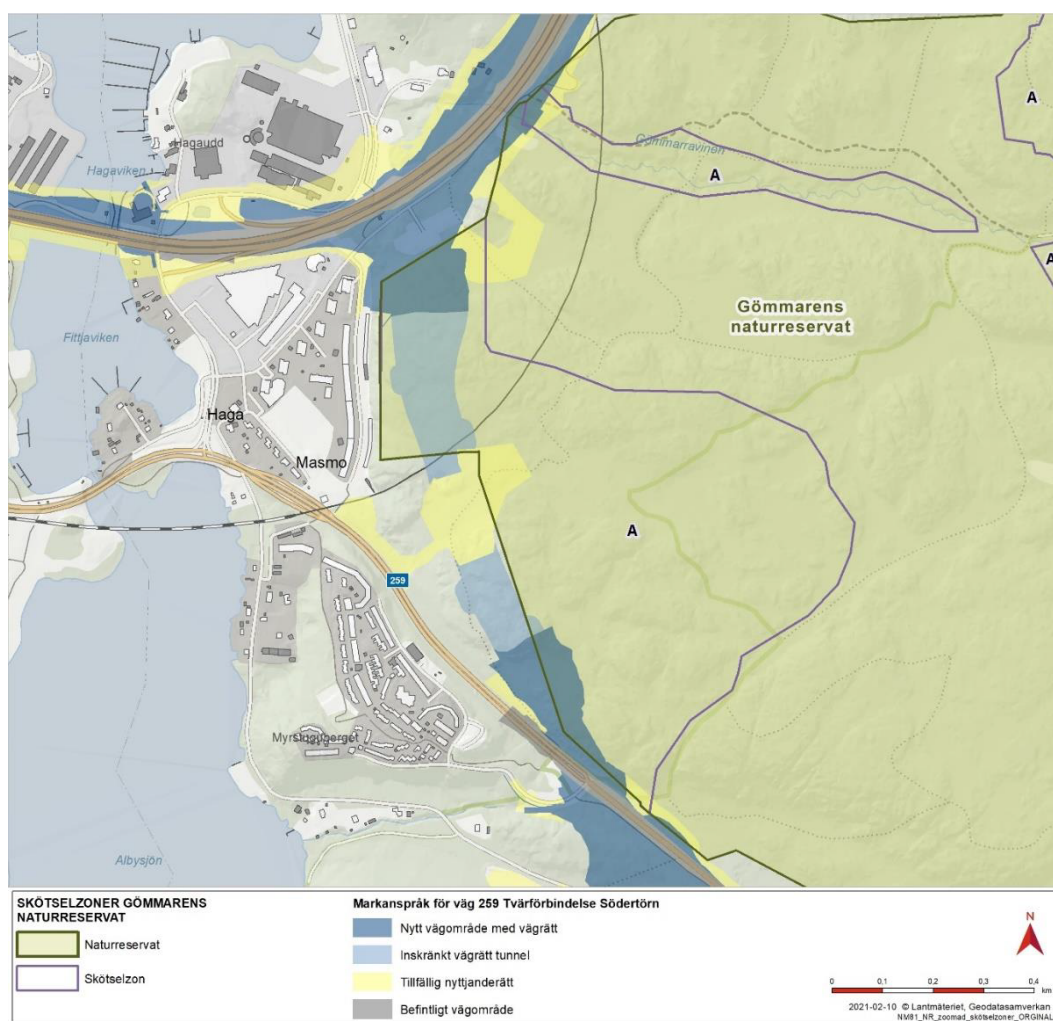 Hagaudd
Hagaviken
A
Gömmarravinen
A
A
Gömmarens
naturreservat
Fittjaviken
Haga
Masmo
A
259
Myrstuguberget
Albysjön
SKÖTSELZONER GÖMMARENS
NATURRESERVAT
Naturreservat
Skötselzon
Markanspråk för väg 259 Tvärförbindelse Södertörn
Nytt vägområde med vägrätt
Inskränkt vägrätt tunnel
Tillfällig nyttjanderätt
Befintligt vägområde
N
0 0,1 0,2 0,3 0,4
km
2021-02-10 © Lantmäteriet, Geodatasamverkan
NM81_NR_zoomad_skötselzoner_ORGINAL